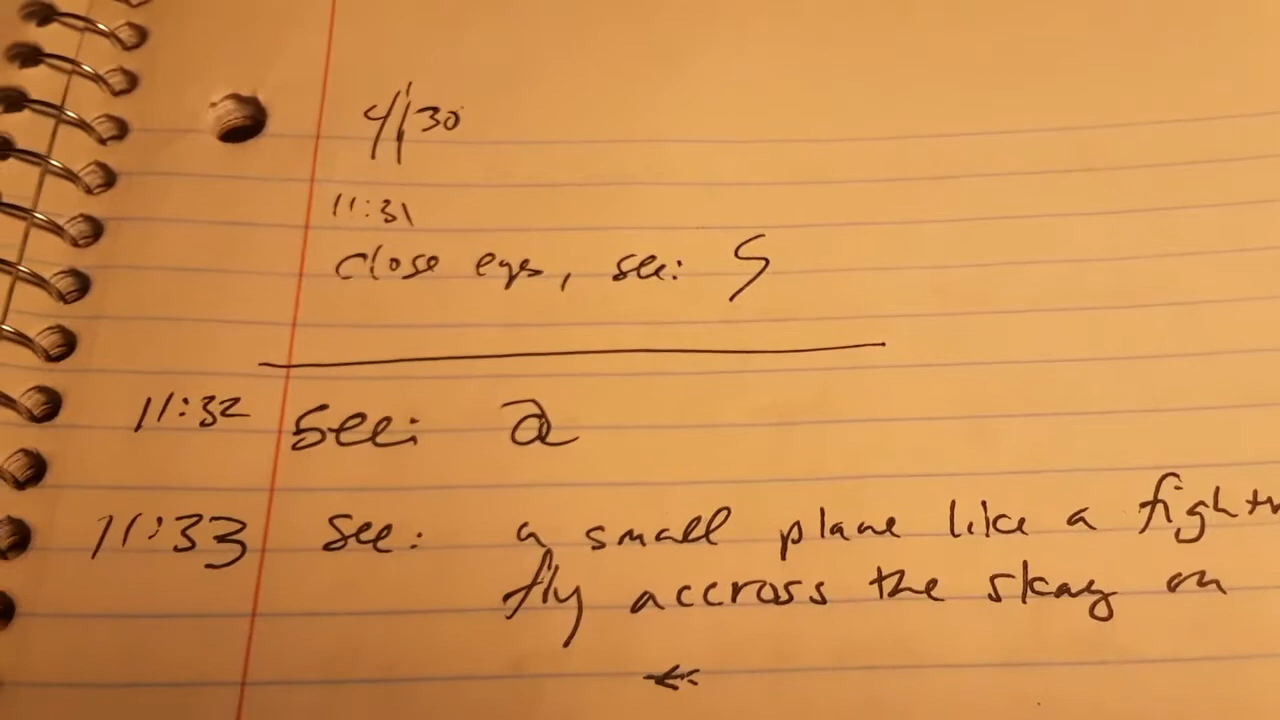 4/30
11:31
close eyes, see: S
11:32 see: a
11:33 see: a small plane like a fightr
fly accross the skay on